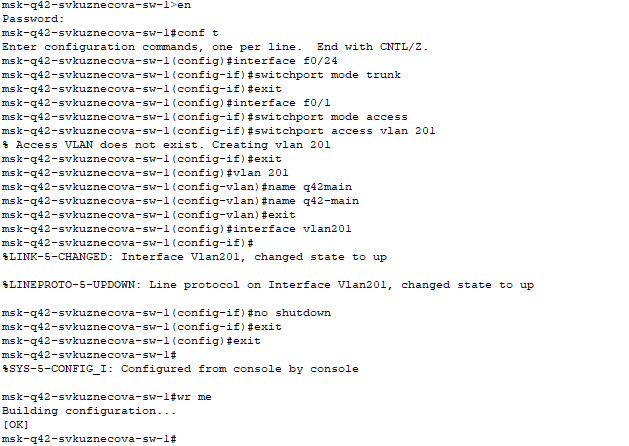 msk-q42-svkuznecova-sw-1>en
Password:
msk-q42-svkuznecova-sw-1#conf t
Enter configuration commands, one per line.  End with CNTL/Z.
msk-q42-svkuznecova-sw-1(config)#interface f0/24
msk-q42-svkuznecova-sw-1(config-if)#switchport mode trunk
msk-q42-svkuznecova-sw-1(config-if)#exit
msk-q42-svkuznecova-sw-1(config)#interface f0/1
msk-q42-svkuznecova-sw-1(config-if)#switchport mode access
msk-q42-svkuznecova-sw-1(config-if)#switchport access vlan 201
% Access VLAN does not exist. Creating vlan 201
msk-q42-svkuznecova-sw-1(config-if)#exit
msk-q42-svkuznecova-sw-1(config)#vlan 201
msk-q42-svkuznecova-sw-1(config-vlan)#name q42main
msk-q42-svkuznecova-sw-1(config-vlan)#name q42-main
msk-q42-svkuznecova-sw-1(config-vlan)#exit
msk-q42-svkuznecova-sw-1(config)#interface vlan201
msk-q42-svkuznecova-sw-1(config-if)#
%LINK-5-CHANGED: Interface Vlan201, changed state to up
%LINEPROTO-5-UPDOWN: Line protocol on Interface Vlan201, changed state to up
msk-q42-svkuznecova-sw-1(config-if)#no shutdown
msk-q42-svkuznecova-sw-1(config-if)#exit
msk-q42-svkuznecova-sw-1(config)#exit
msk-q42-svkuznecova-sw-1#
%SYS-5-CONFIG_I: Configured from console by console
msk-q42-svkuznecova-sw-1#wr me
Building configuration...
[OK]
msk-q42-svkuznecova-sw-1#